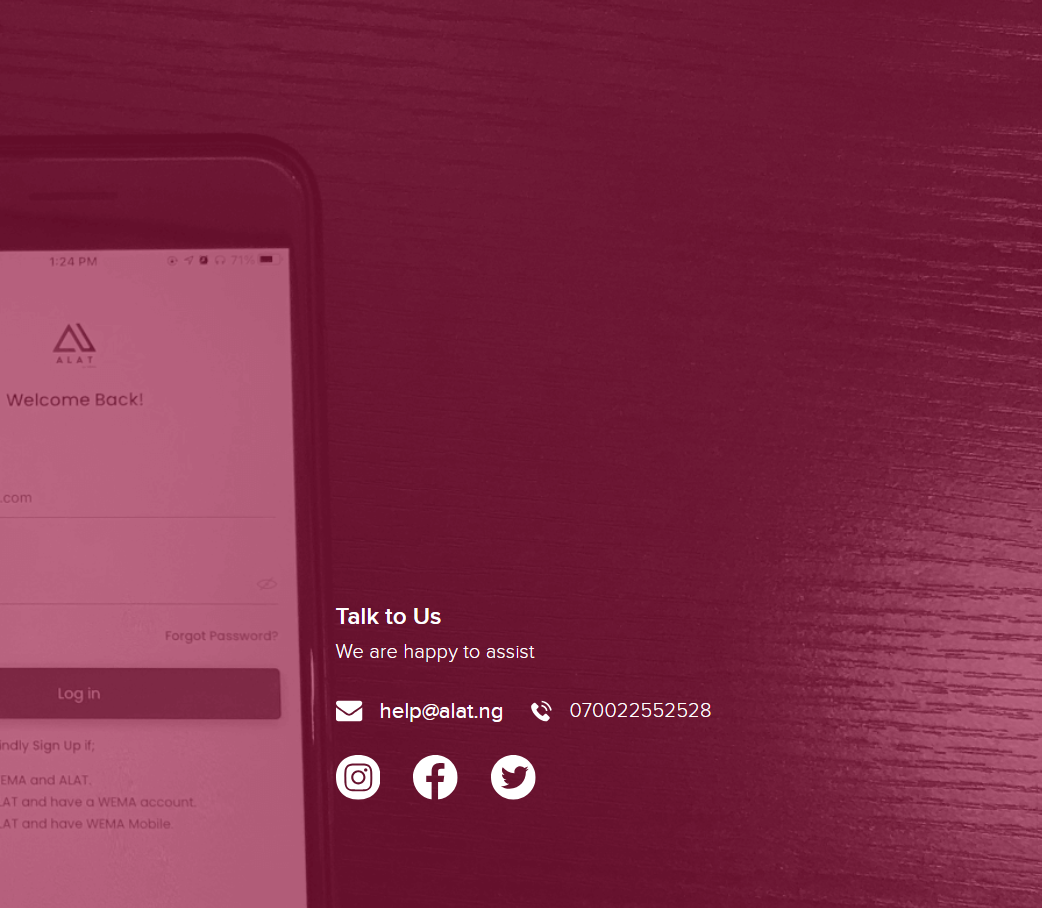 1:24 PM
71%
ALAT
Welcome Back!
.com
Forgot Password?
Log in
indly Sign Up if;
EMA and ALAT.
LAT and have a WEMA account.
LAT and have WEMA Mobile.
Talk to Us
We are happy to assist
help@alat.ng
070022552528